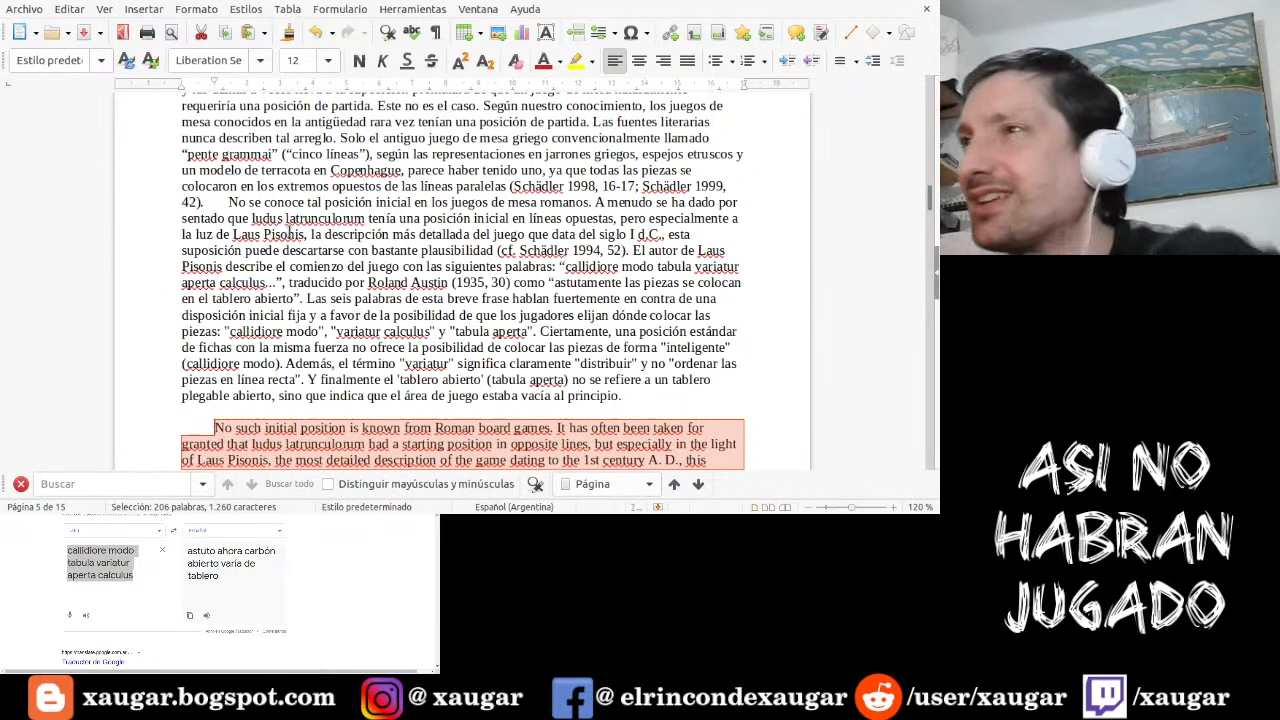 Archivo Editar Ver Insertar Formato Estilos Tabla Formulario Herramientas Ventana Ayuda
Liberation Se 12
N K S S
requeriría una posición de partida. Este no es el caso. Según nuestro conocimiento, los juegos de
mesa conocidos en la antigüedad rara vez tenían una posición de partida. Las fuentes literarias
nunca describen tal arreglo. Solo el antiguo juego de mesa griego convencionalmente llamado
“pente grammai” (“cinco líneas”), según las representaciones en jarrones griegos, espejos etruscos y
un modelo de terracota en Copenhague, parece haber tenido uno, ya que todas las piezas se
colocaron en los extremos opuestos de las líneas paralelas (Schädler 1998, 16-17; Schädler 1999,
42). No se conoce tal posición inicial en los juegos de mesa romanos. A menudo se ha dado por
sentado que ludus latrunculorum tenía una posición inicial en líneas opuestas, pero especialmente a
la luz de Laus Pisonis, la descripción más detallada del juego que data del siglo I d.C., esta
suposición puede descartarse con bastante plausibilidad (cf. Schädler 1994, 52). El autor de Laus
Pisonis describe el comienzo del juego con las siguientes palabras: “callidiore modo tabula variatur
aperta calculus...”, traducido por Roland Austin (1935, 30) como “astutamente las piezas se colocan
en el tablero abierto”. Las seis palabras de esta breve frase hablan fuertemente en contra de una
disposición inicial fija y a favor de la posibilidad de que los jugadores elijan dónde colocar las
piezas: "callidiore modo", "variatur calculus" y "tabula aperta". Ciertamente, una posición estándar
de fichas con la misma fuerza no ofrece la posibilidad de colocar las piezas de forma "inteligente"
(callidiore modo). Además, el término "variatur" significa claramente "distribuir" y no "ordenar las
piezas en línea recta". Y finalmente el 'tablero abierto' (tabula aperta) no se refiere a un tablero
plegable abierto, sino que indica que el área de juego estaba vacía al principio.
No such initial position is known from Roman board games. It has often been taken for
granted that ludus latrunculorum had a starting position in opposite lines, but especially in the light
of Laus Pisonis, the most detailed description of the game dating to the 1st century A. D., this
Buscar Buscar todo Distinguir mayúsculas y minúsculas Página
Página 5 de 15 Selección: 206 palabras, 1.260 caracteres Estilo predeterminado Español (Argentina) 120 %
Español
callidiore modo
tabula variatur
aperta calculus
astuto ahora carbón
abierto varía de
tablero
https://translate.google.com.ar...
Traductor de Google
ASI NO
HABRAN
JUGADO
xaugar.bogspot.com @ xaugar @ elrincondexaugar /user/xaugar /xaugar